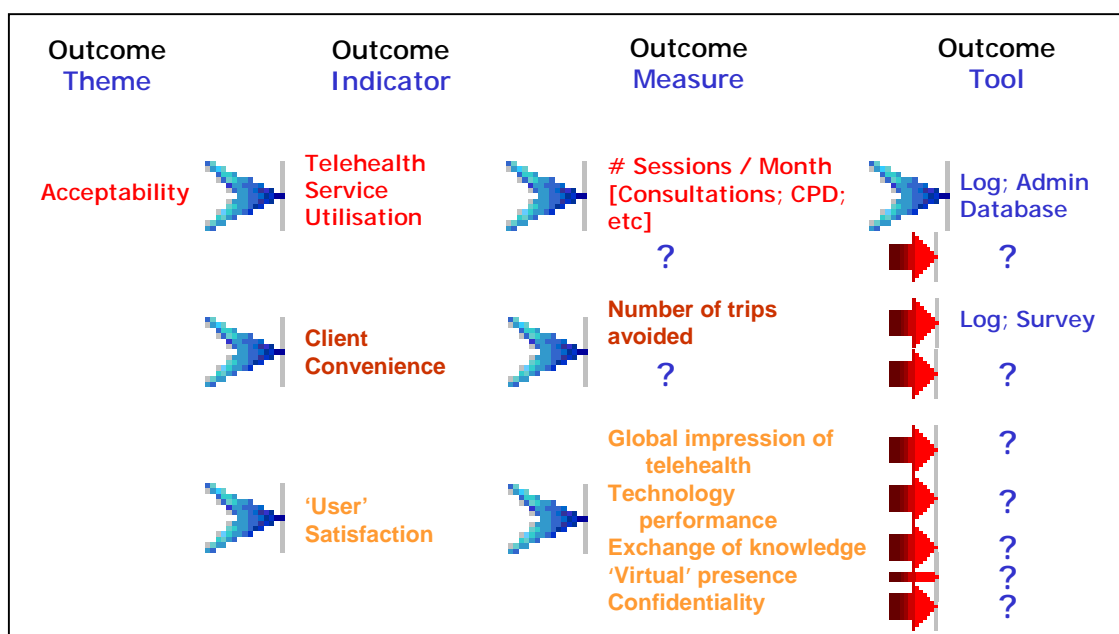 Outcome Theme
Outcome Indicator
Outcome Measure
Outcome Tool
Acceptability
Telehealth
Service
Utilisation
# Sessions / Month
[Consultations; CPD;
etc]
Log; Admin
Database
?
?
Client
Convenience
Number of trips
avoided
Log; Survey
?
?
‘User’
Satisfaction
Global impression of
telehealth
?
Technology
performance
?
Exchange of knowledge
?
‘Virtual’ presence
?
Confidentiality
?